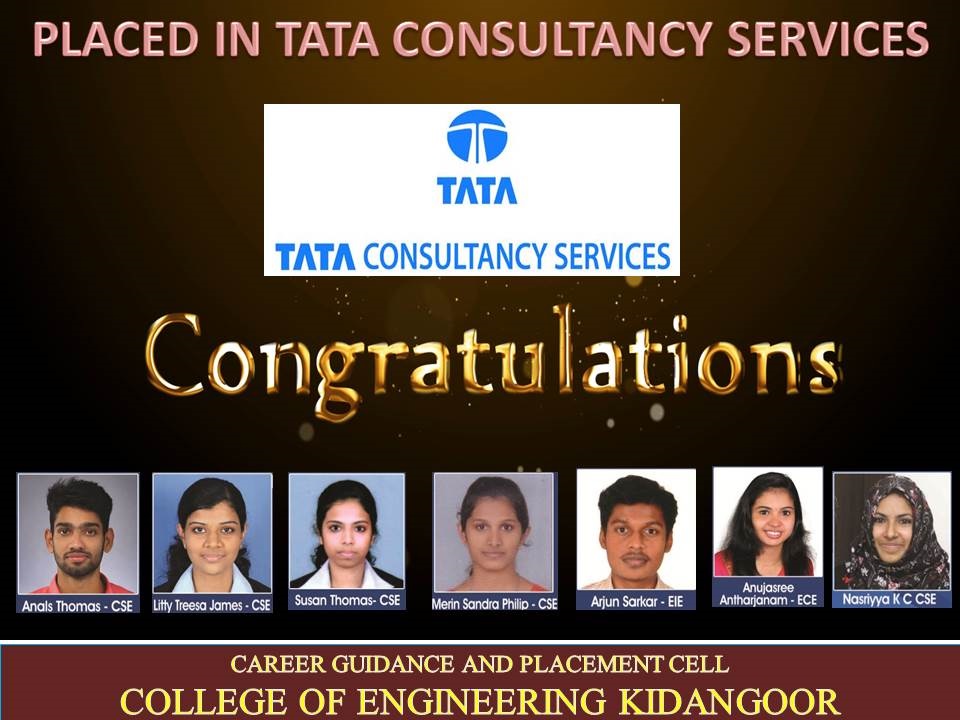 PLACED IN TATA CONSULTANCY SERVICES
TATA
TATA CONSULTANCY SERVICES
Congratulations
Anals Thomas - CSE
Litty Treesa James - CSE
Susan Thomas- CSE
Merin Sandra Philip - CSE
Arjun Sarkar - EIE
Anujasree
Antharjanam - ECE
Nasriyya K C CSE
CAREER GUIDANCE AND PLACEMENT CELL
COLLEGE OF ENGINEERING KIDANGOOR